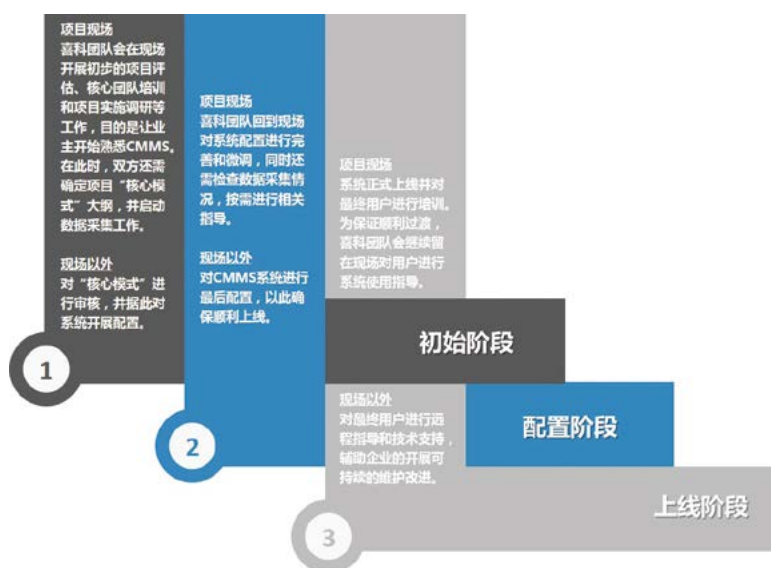 项目现场
喜科团队会在现场
开展初步的项目评
估、核心团队培训
和项目实施调研等
工作，目的是让业
主开始熟悉CMMS。
在此时，双方还需
确定项目“核心模
式”大纲，并启动
数据采集工作。
现场以外
对“核心模式”进
行审核，并据此对
系统开展配置。
1
项目现场
喜科团队回到现场
对系统配置进行完
善和微调，同时还
需检查数据采集情
况，按需进行相关
指导。
现场以外
对CMMS系统进行
最后配置，以此确
保顺利上线。
2
项目现场
系统正式上线并对
最终用户进行培训。
为保证顺利过渡，
喜科团队会继续留
在现场对用户进行
系统使用指导。
现场以外
对最终用户进行远
程指导和技术支持，
辅助企业的开展可
持续的维护改进。
3
初始阶段
配置阶段
上线阶段